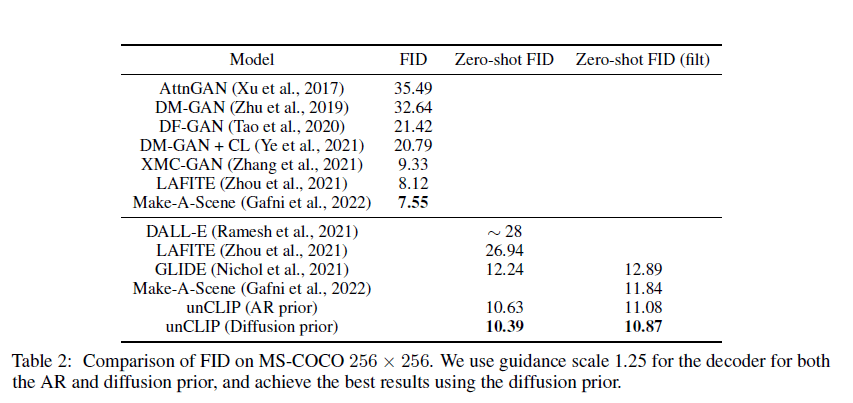 Model FID Zero-shot FID Zero-shot FID (filt)
AttnGAN (Xu et al., 2017) 35.49
DM-GAN (Zhu et al., 2019) 32.64
DF-GAN (Tao et al., 2020) 21.42
DM-GAN + CL (Ye et al., 2021) 20.79
XMC-GAN (Zhang et al., 2021) 9.33
LAFITE (Zhou et al., 2021) 8.12
Make-A-Scene (Gafni et al., 2022) 7.55
DALL-E (Ramesh et al., 2021) ∼ 28
LAFITE (Zhou et al., 2021) 26.94
GLIDE (Nichol et al., 2021) 12.24 12.89
Make-A-Scene (Gafni et al., 2022) 11.84
unCLIP (AR prior) 10.63 11.08
unCLIP (Diffusion prior) 10.39 10.87
Table 2: Comparison of FID on MS-COCO 256 × 256. We use guidance scale 1.25 for the decoder for both
the AR and diffusion prior, and achieve the best results using the diffusion prior.